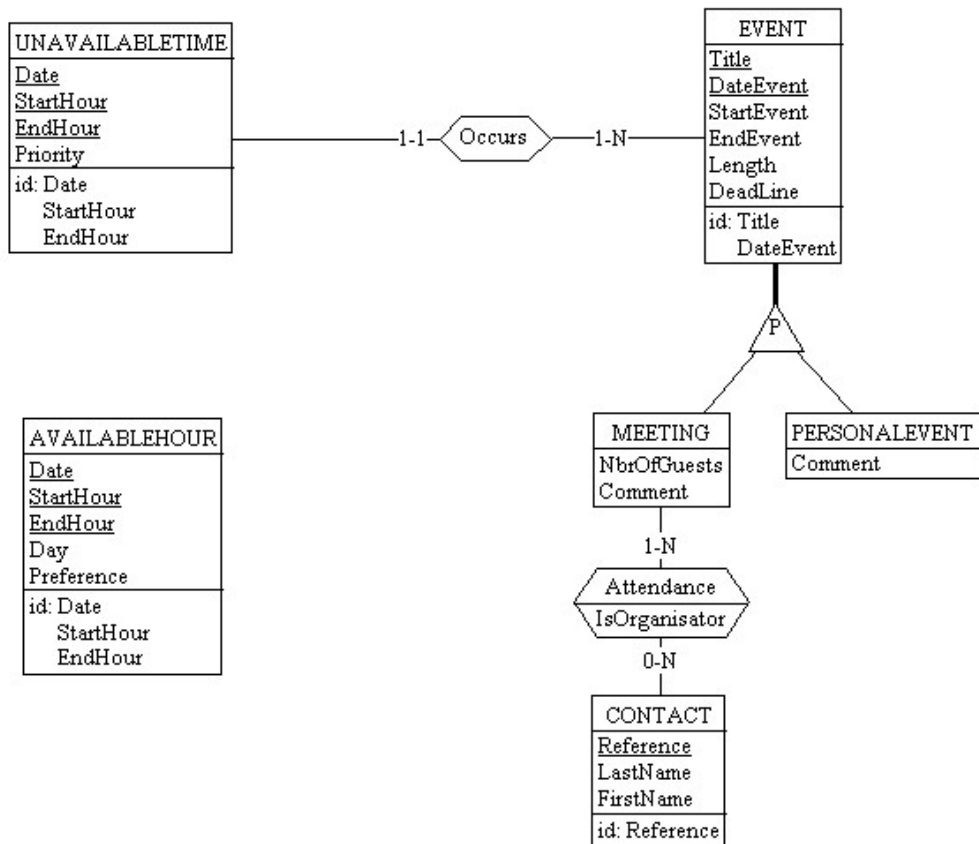 UNAVAILABLETIME
Date
StartHour
EndHour
Priority
id: Date
StartHour
EndHour
1-1
Occurs
1-N
EVENT
Title
DateEvent
StartEvent
EndEvent
Length
DeadLine
id: Title
DateEvent
P
AVAILABLEHOUR
Date
StartHour
EndHour
Day
Preference
id: Date
StartHour
EndHour
MEETING
NbrOfGuests
Comment
PERSONALEVENT
Comment
1-N
Attendance
IsOrganisator
0-N
CONTACT
Reference
LastName
FirstName
id: Reference